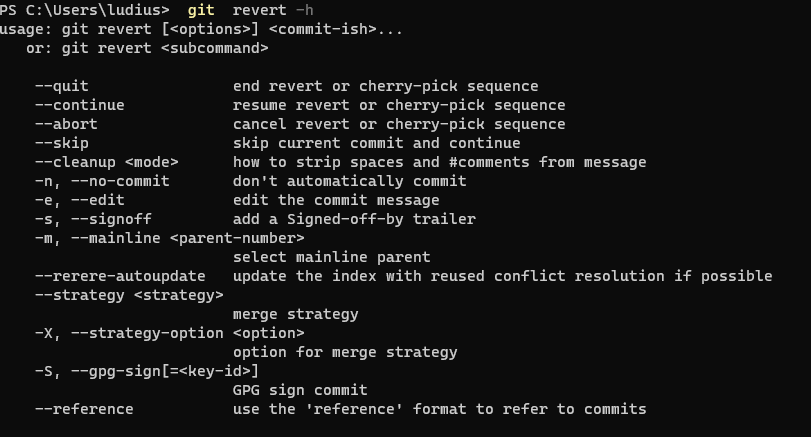 PS C:\Users\ludius>  git  revert -h
usage: git revert [<options>] <commit-ish>...
   or: git revert <subcommand>

    --quit                end revert or cherry-pick sequence
    --continue            resume revert or cherry-pick sequence
    --abort               cancel revert or cherry-pick sequence
    --skip                skip current commit and continue
    --cleanup <mode>      how to strip spaces and #comments from message
    -n, --no-commit       don't automatically commit
    -e, --edit            edit the commit message
    -s, --signoff         add a Signed-off-by trailer
    -m, --mainline <parent-number>
                          select mainline parent
    --rerere-autoupdate   update the index with reused conflict resolution if possible
    --strategy <strategy>
                          merge strategy
    -X, --strategy-option <option>
                          option for merge strategy
    -S, --gpg-sign[=<key-id>]
                          GPG sign commit
    --reference           use the 'reference' format to refer to commits